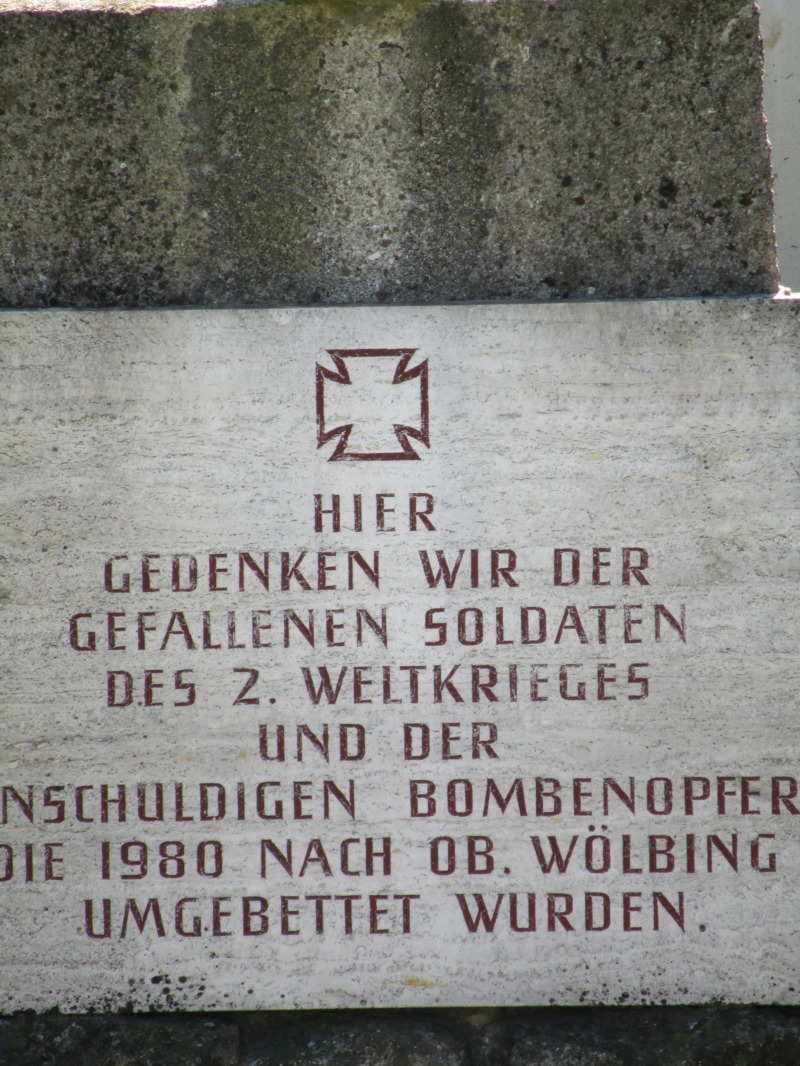 HIER
GEDENKEN WIR DER
GEFALLENEN SOLDATEN
DES 2. WELTKRIEGES
UND DER
UNSCHULDIGEN BOMBENOPFER
DIE 1980 NACH OB. WÖLBING
UMGEBETTET WURDEN.